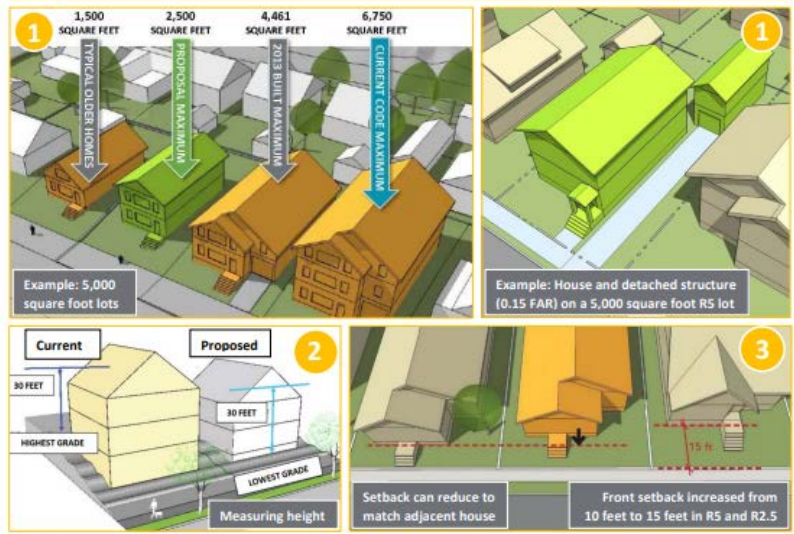 1
1,500
SQUARE FEET
2,500
SQUARE FEET
4,461
SQUARE FEET
6,750
SQUARE FEET
TYPICAL OLDER HOMES
PROPOSAL MAXIMUM
2013 BUILT MAXIMUM
CURRENT CODE MAXIMUM
Example: 5,000
square foot lots
1
Example: House and detached structure
(0.15 FAR) on a 5,000 square foot R5 lot
Current
Proposed
2
30 FEET
30 FEET
HIGHEST GRADE
LOWEST GRADE
Measuring height
3
15 ft
Setback can reduce to
match adjacent house
Front setback increased from
10 feet to 15 feet in R5 and R2.5